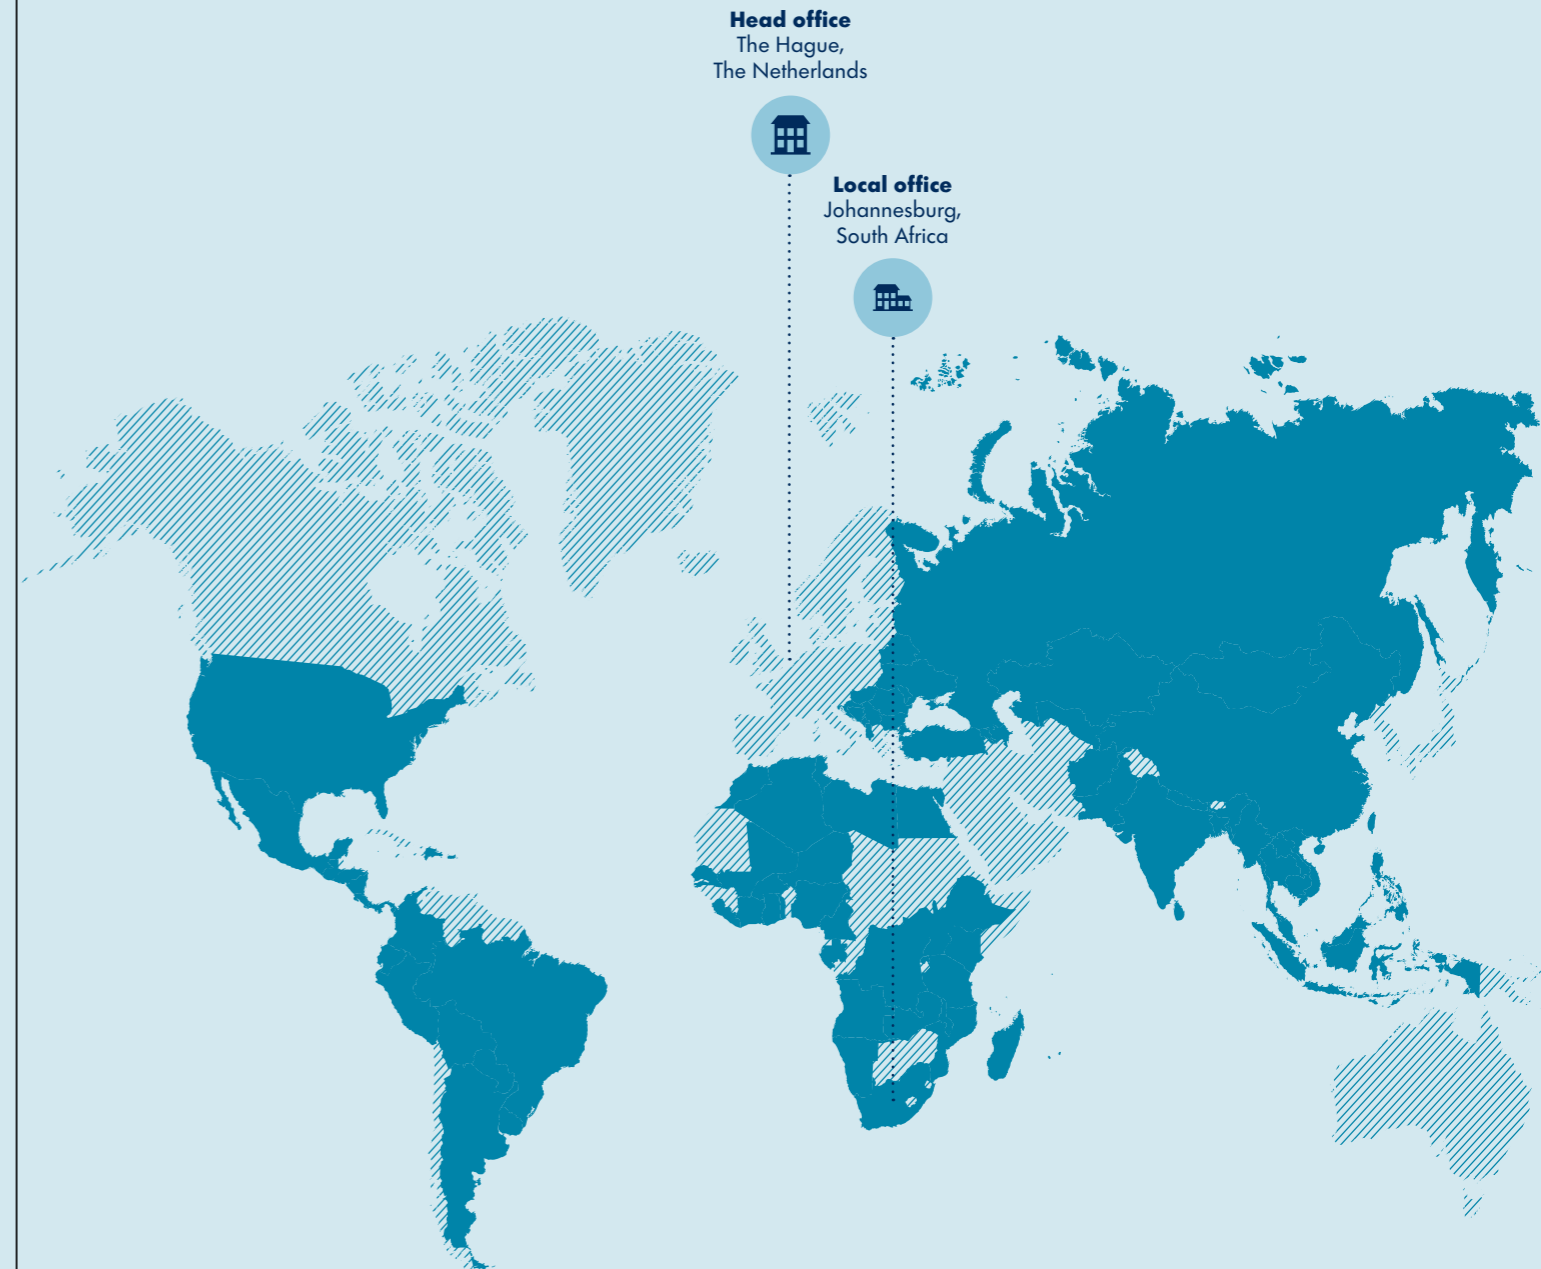 Head office
The Hague,
The Netherlands
Local office
Johannesburg,
South Africa